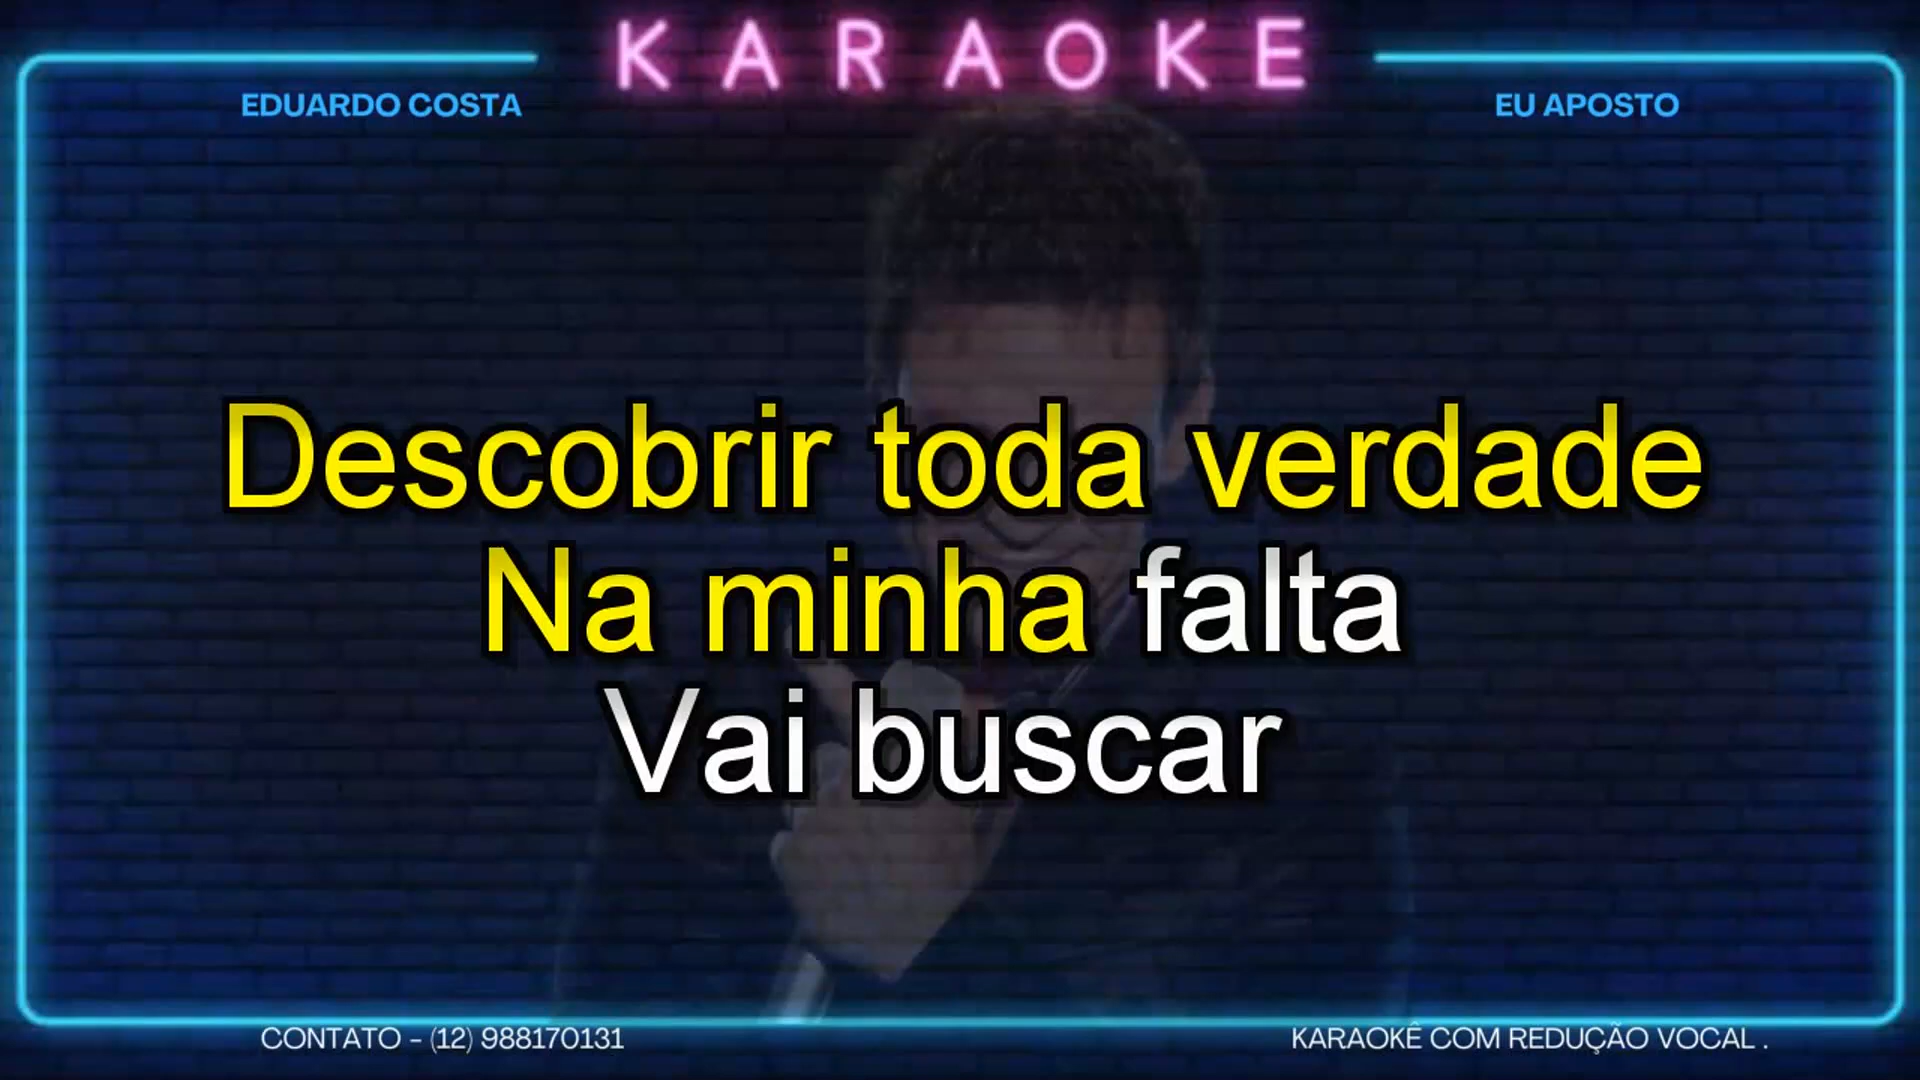 KARAOKE
EDUARDO COSTA
EU APOSTO
Descobrir toda verdade
Na minha falta
Vai buscar
CONTATO - (12) 988170131
KARAOKÊ COM REDUÇÃO VOCAL .